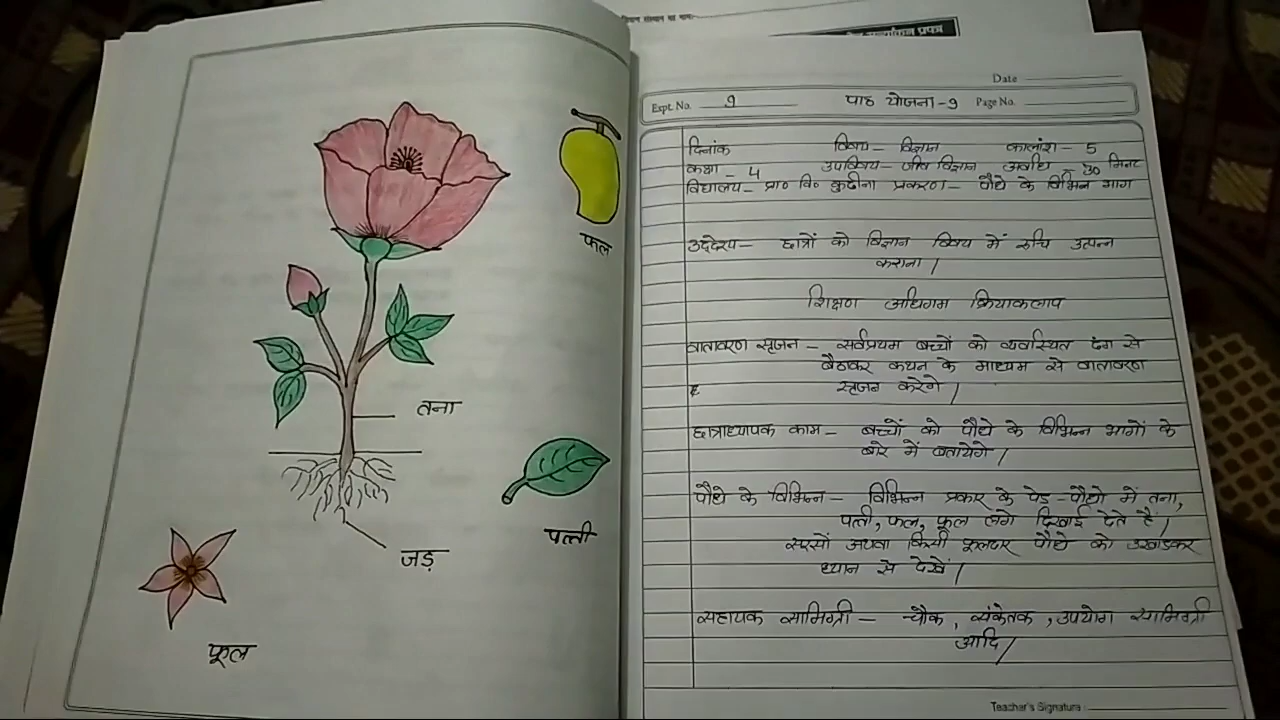 फल
तना
पत्ती
जड़
फूल
प्रपत्र
Date
Expt. No. 9 पाठ योजना-9 Page No.
दिनांक विषय- विज्ञान कालांश- 5
कक्षा - 4 उपविषय- जीव विज्ञान अवधि - 30 मिनट
विद्यालय- प्रा० वि० कुढीना प्रकरण- पौधे के विभिन्न भाग
उद्देश्य- छात्रों को विज्ञान विषय में रुचि उत्पन्न
कराना /
शिक्षण अधिगम क्रियाकलाप
वातावरण सृजन - सर्वप्रथम बच्चों को व्यवस्थित ढंग से
बैठाकर कथन के माध्यम से वातावरण
सृजन करेगे /
छात्राध्यापक काम- बच्चों को पौधे के विभिन्न भागों के
बारे में बतायेंगे /
पौधे के विभिन्न - विभिन्न प्रकार के पेड़-पौधो में तना,
पत्ती, फल, फूल लगे दिखाई देते हैं /
सरसों अथवा किसी फूलदार पौधे को उखाड़कर
ध्यान से देखें /
सहायक सामिग्री - चौक, संकेतक, उपयोग सामिग्री
आदि /
Teacher's Signature